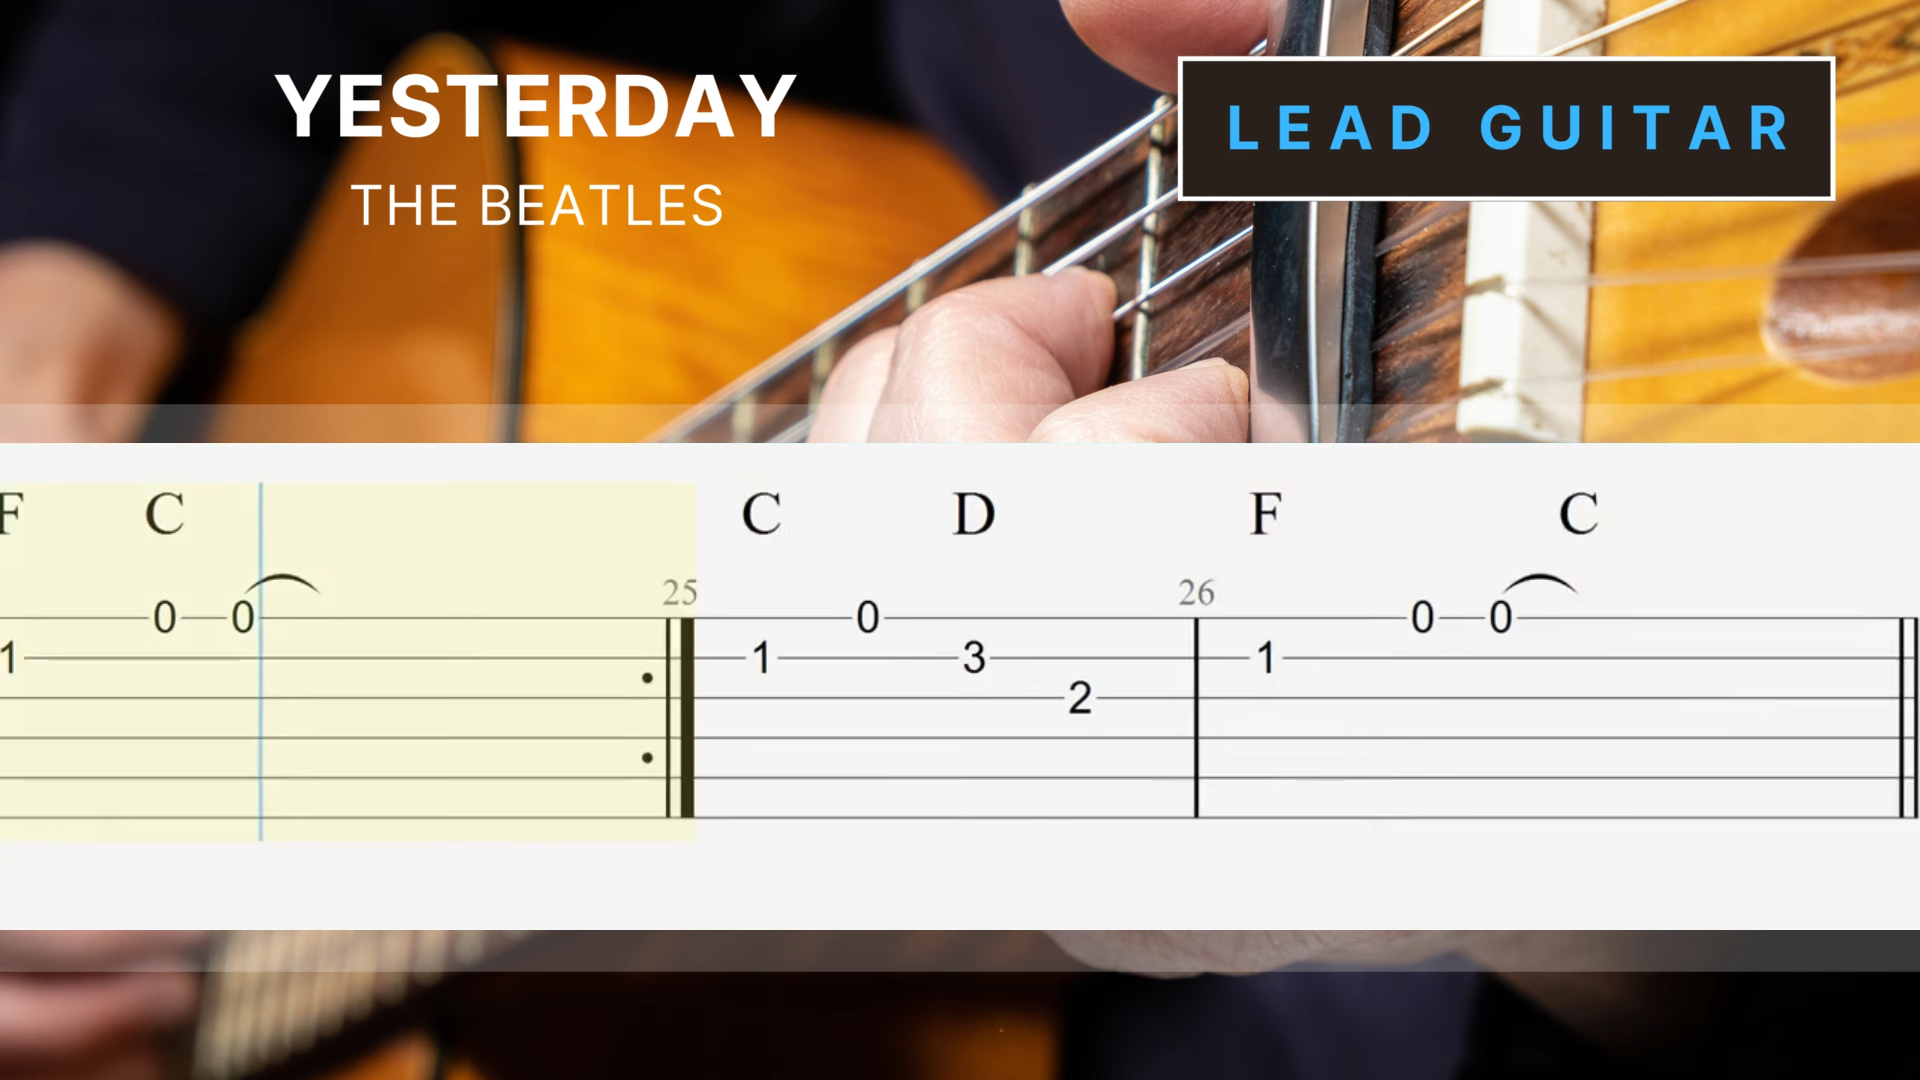 YESTERDAY
THE BEATLES
LEAD GUITAR
F C C D F C
25 26
0 0 0 0 0
1 1 3 1
2